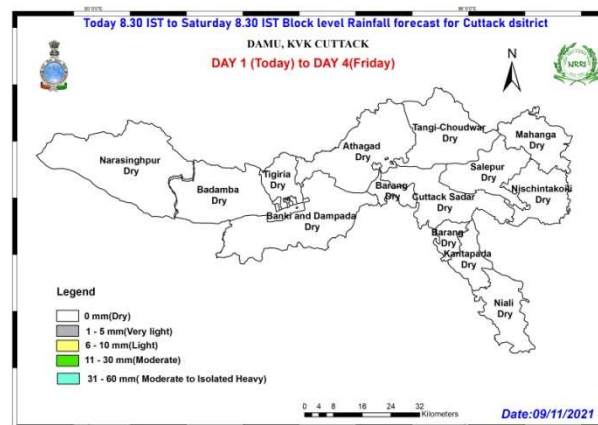 Today 8.30 IST to Saturday 8.30 IST Block level Rainfall forecast for Cuttack dsitrict
DAMU, KVK CUTTACK
DAY 1 (Today) to DAY 4(Friday)
N
NRRI
Narasinghpur
Dry
Badamba
Dry
Tigiria
Dry
Banki and Dampada
Dry
Athagad
Dry
Tangi-Choudwar
Dry
Mahanga
Dry
Salepur
Dry
Nischintakoili
Dry
Barang
Dry
Cuttack Sadar
Dry
Barang
Dry
Kantapada
Dry
Niali
Dry
Legend
0 mm(Dry)
1 - 5 mm(Very light)
6 - 10 mm(Light)
11 - 30 mm(Moderate)
31 - 60 mm( Moderate to Isolated Heavy)
0 4 8 16 24 32
Kilometers
Date:09/11/2021